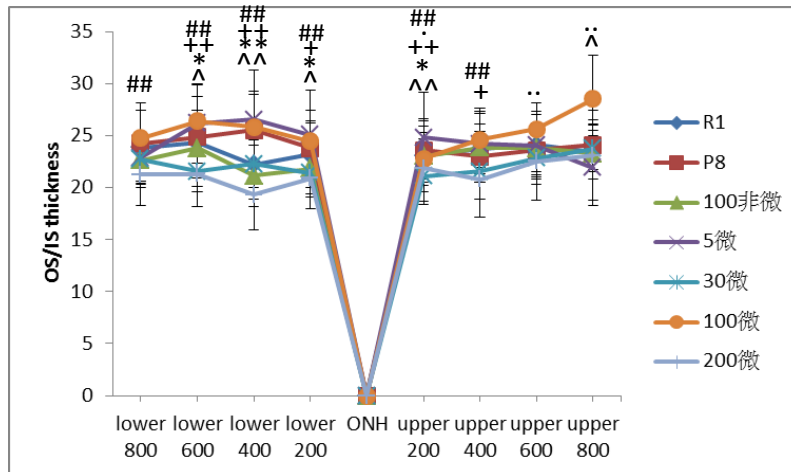 35
30
25
20
15
10
5
0
OS/IS thickness
##
##
++
*
^
##
++
**
^^
##
+
*
^
##
.
++
*
^^
##
+
..
..
^
lower 800
lower 600
lower 400
lower 200
ONH
upper 200
upper 400
upper 600
upper 800
R1
P8
100非微
5微
30微
100微
200微